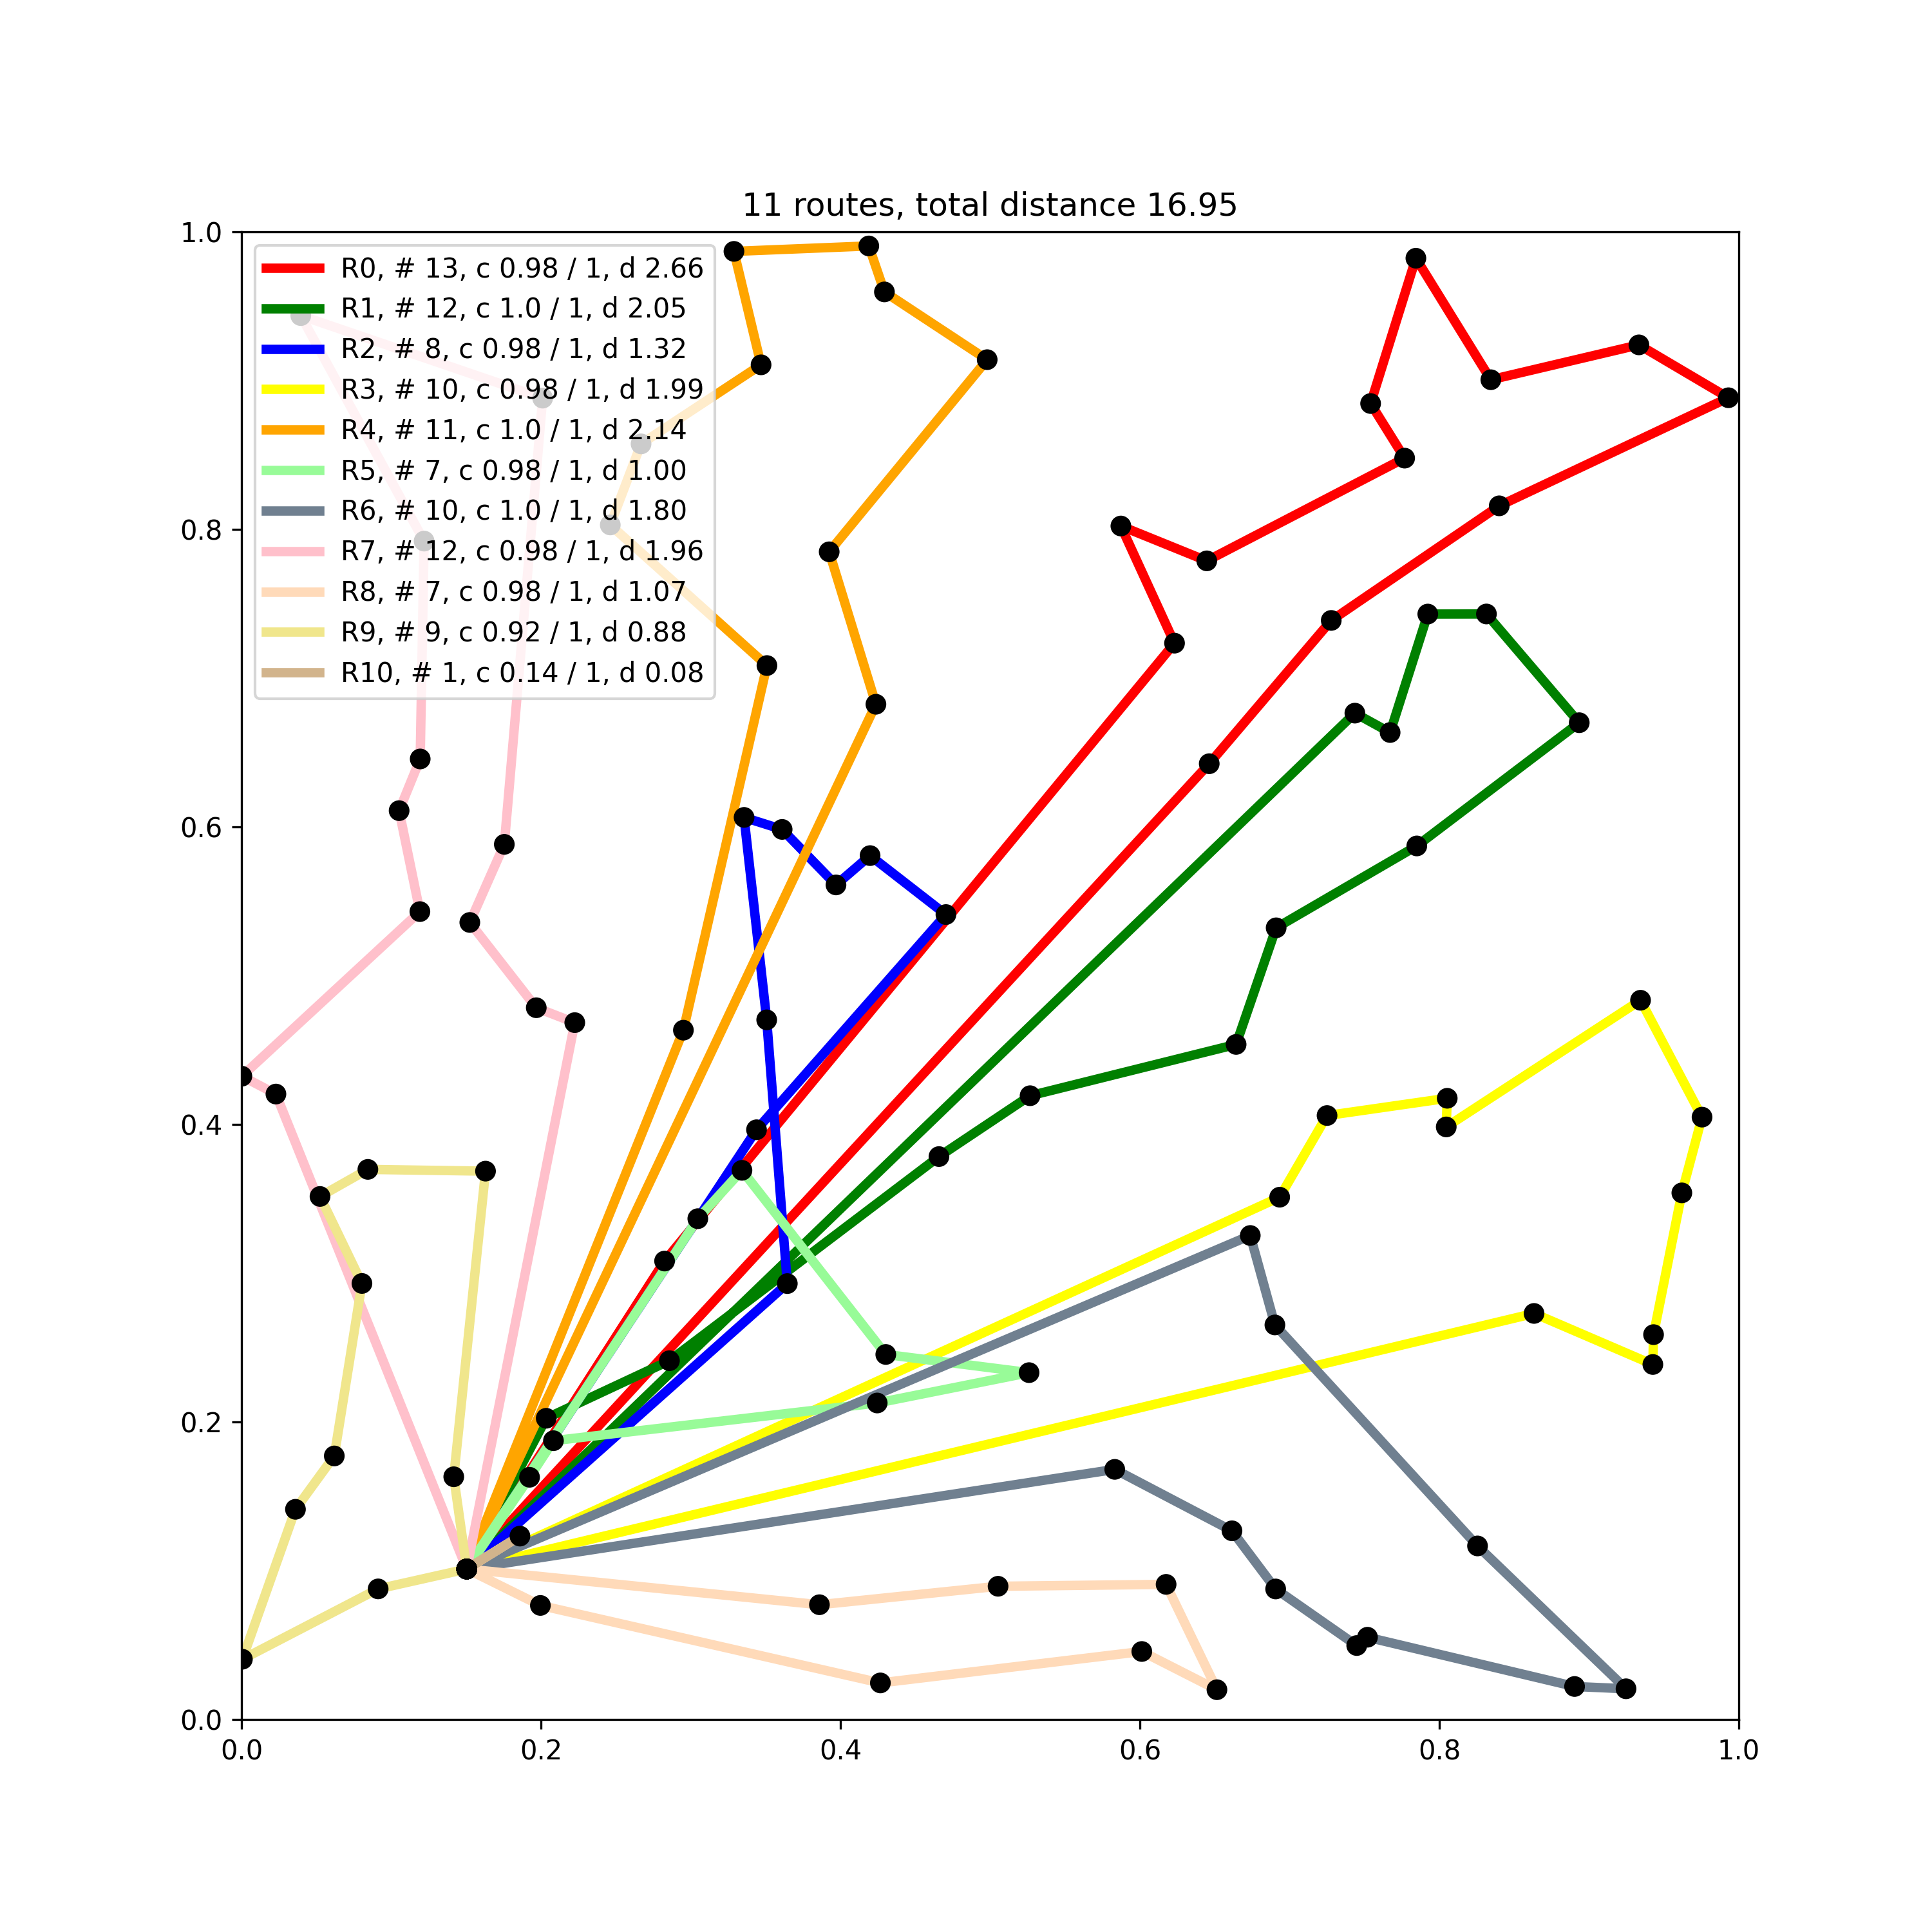 11 routes, total distance 16.95
1.0
0.8
0.6
0.4
0.2
0.0
R0, # 13, c 0.98 / 1, d 2.66
R1, # 12, c 1.0 / 1, d 2.05
R2, # 8, c 0.98 / 1, d 1.32
R3, # 10, c 0.98 / 1, d 1.99
R4, # 11, c 1.0 / 1, d 2.14
R5, # 7, c 0.98 / 1, d 1.00
R6, # 10, c 1.0 / 1, d 1.80
R7, # 12, c 0.98 / 1, d 1.96
R8, # 7, c 0.98 / 1, d 1.07
R9, # 9, c 0.92 / 1, d 0.88
R10, # 1, c 0.14 / 1, d 0.08
0.0 0.2 0.4 0.6 0.8 1.0